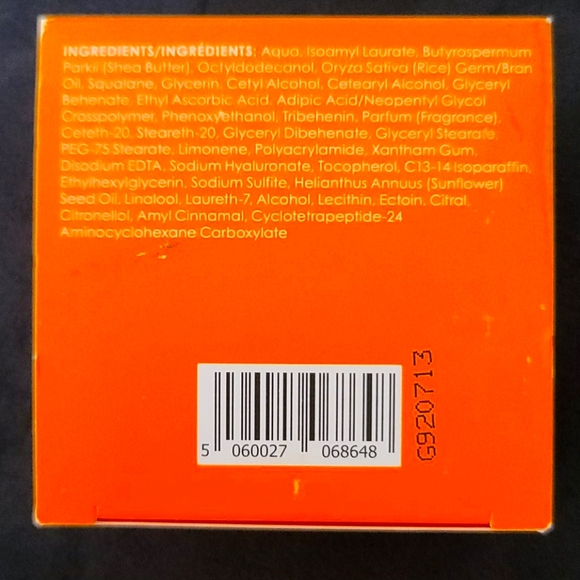 INGREDIENTS/INGRÉDIENTS: Aqua, Isoamyl Laurate, Butyrospermum
Parkii (Shea Butter), Octyldodecanol, Oryza Sativa (Rice) Germ/Bran
Oil, Squalane, Glycerin, Cetyl Alcohol, Cetearyl Alcohol, Glyceryl
Behenate, Ethyl Ascorbic Acid, Adipic Acid/Neopentyl Glycol
Crosspolymer, Phenoxyethanol, Tribehenin, Parfum (Fragrance),
Ceteth-20, Steareth-20, Glyceryl Dibehenate, Glyceryl Stearate,
PEG-75 Stearate, Limonene, Polyacrylamide, Xantham Gum,
Disodium EDTA, Sodium Hyaluronate, Tocopherol, C13-14 Isoparaffin,
Ethylhexylglycerin, Sodium Sulfite, Helianthus Annuus (Sunflower)
Seed Oil, Linalool, Laureth-7, Alcohol, Lecithin, Ectoin, Citral,
Citronellol, Amyl Cinnamal, Cyclotetrapeptide-24
Aminocyclohexane Carboxylate
5 060027 068648
G920713